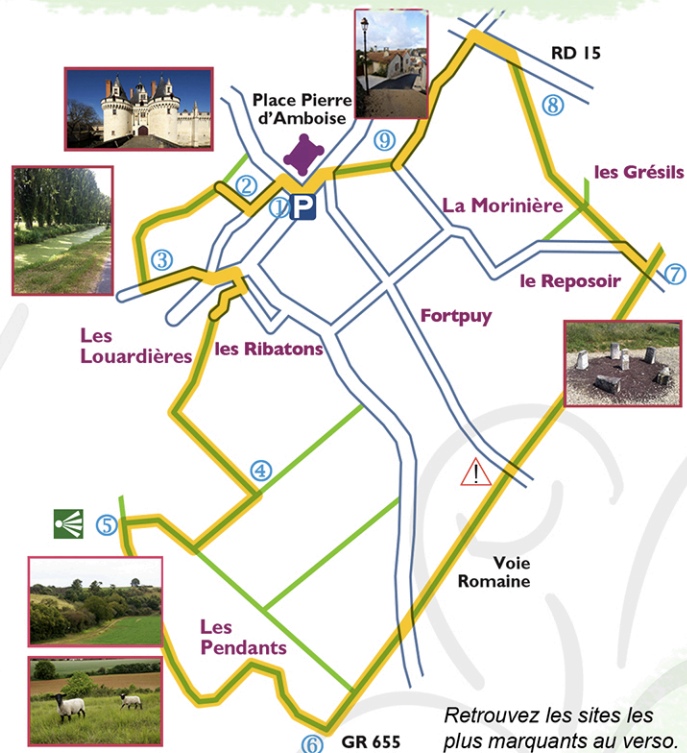 RD 15
Place Pierre
d'Amboise
⑧
⑨
les Grésils
②
①
P
La Morinière
③
le Reposoir
⑦
Fortpuy
Les
Louardières
les Ribatons
④
!
⑤
Voie
Romaine
Les
Pendants
⑥
GR 655
Retrouvez les sites les
plus marquants au verso.